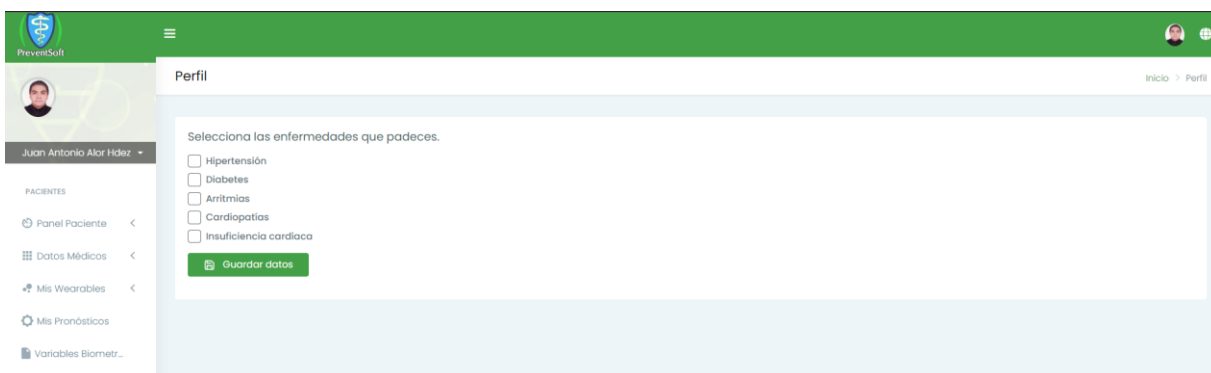 PreventSoft
Perfil
Inicio > Perfil
Juan Antonio Alor Hdez
PACIENTES
Panel Paciente
Datos Médicos
Mis Wearables
Mis Pronósticos
Variables Biometr...
Selecciona las enfermedades que padeces.
Hipertensión
Diabetes
Arritmias
Cardiopatías
Insuficiencia cardíaca
Guardar datos